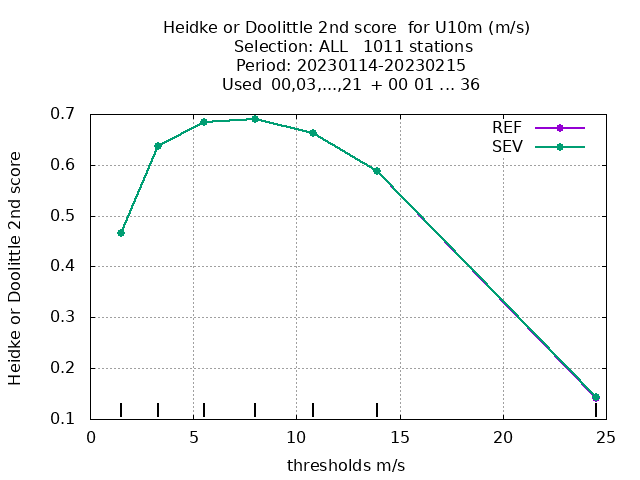 Heidke or Doolittle 2nd score  for U10m (m/s)
Selection: ALL   1011 stations
Period: 20230114-20230215
Used  00,03,...,21  + 00 01 ... 36
REF
SEV
Heidke or Doolittle 2nd score
0.7
0.6
0.5
0.4
0.3
0.2
0.1
0 5 10 15 20 25
thresholds m/s